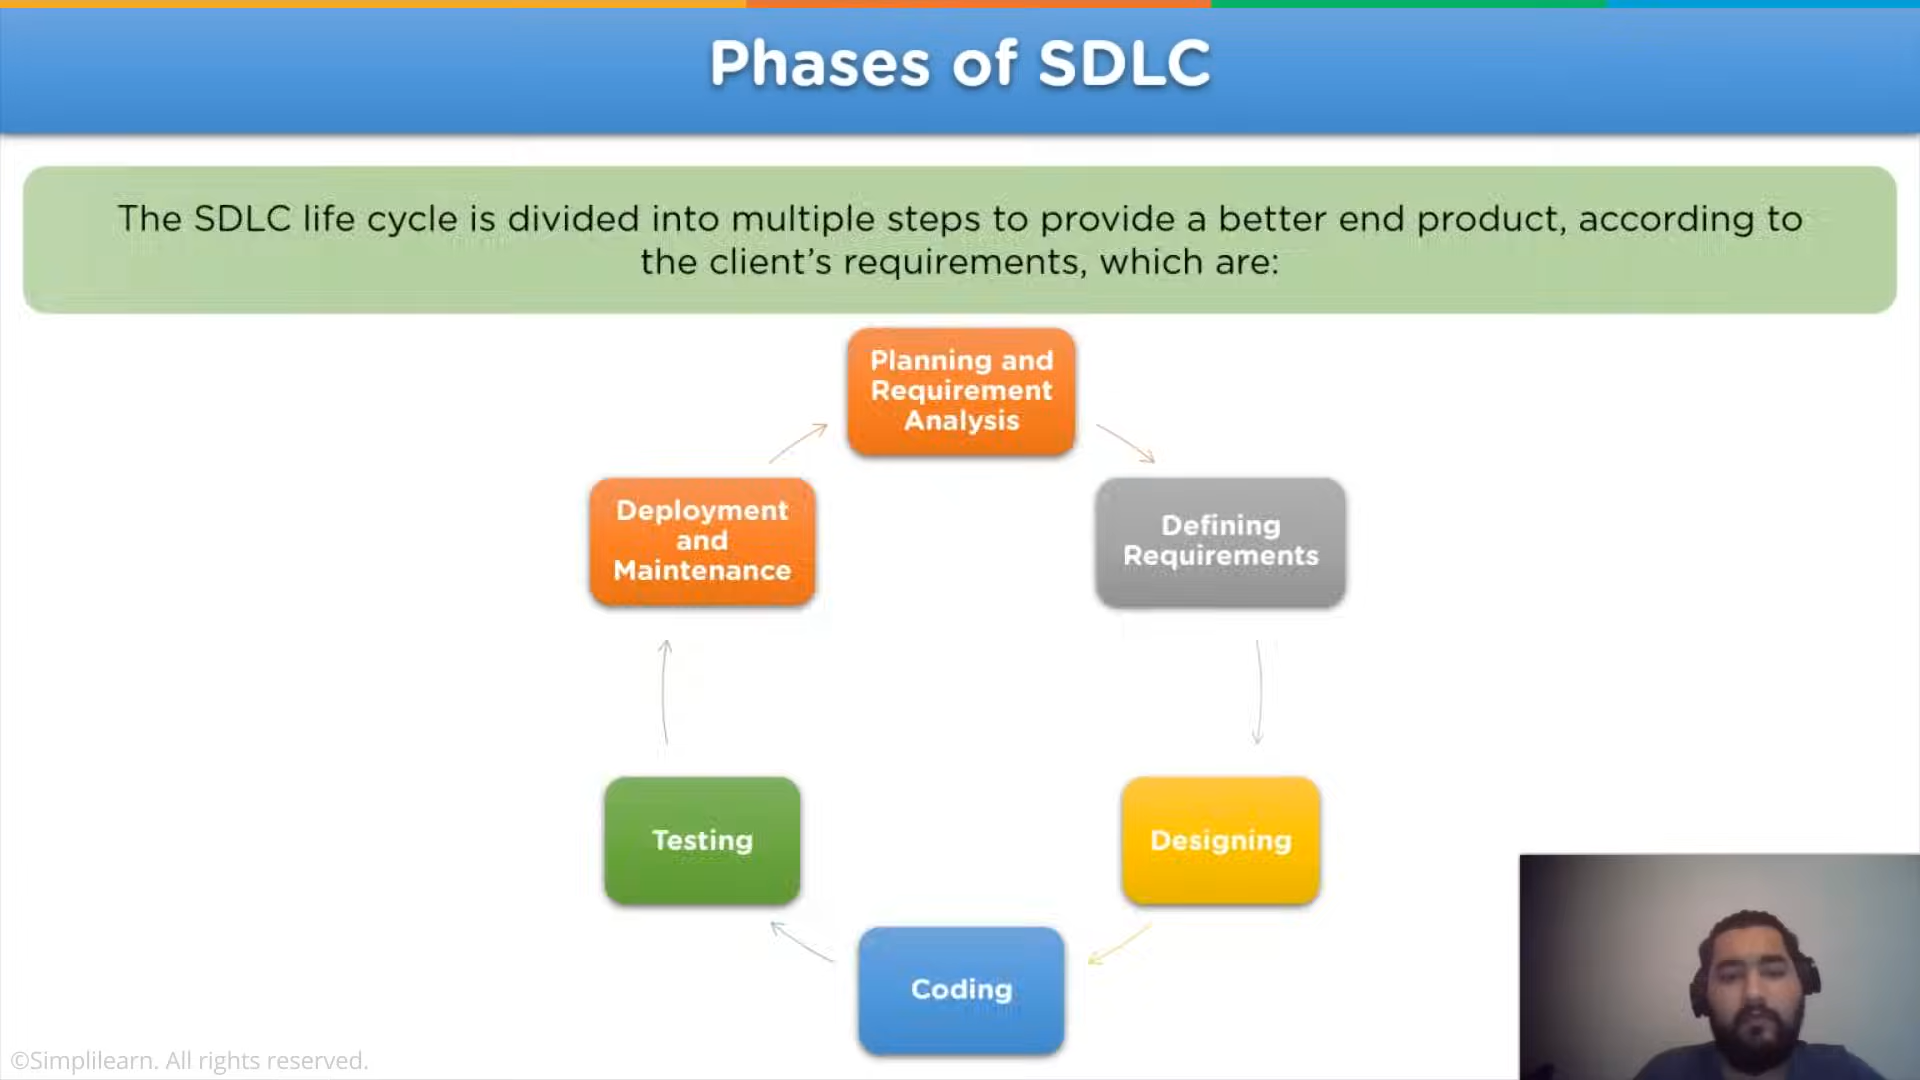 Phases of SDLC
The SDLC life cycle is divided into multiple steps to provide a better end product, according to
the client’s requirements, which are:
Planning and
Requirement
Analysis
Defining
Requirements
Designing
Coding
Testing
Deployment
and
Maintenance
©Simplilearn. All rights reserved.